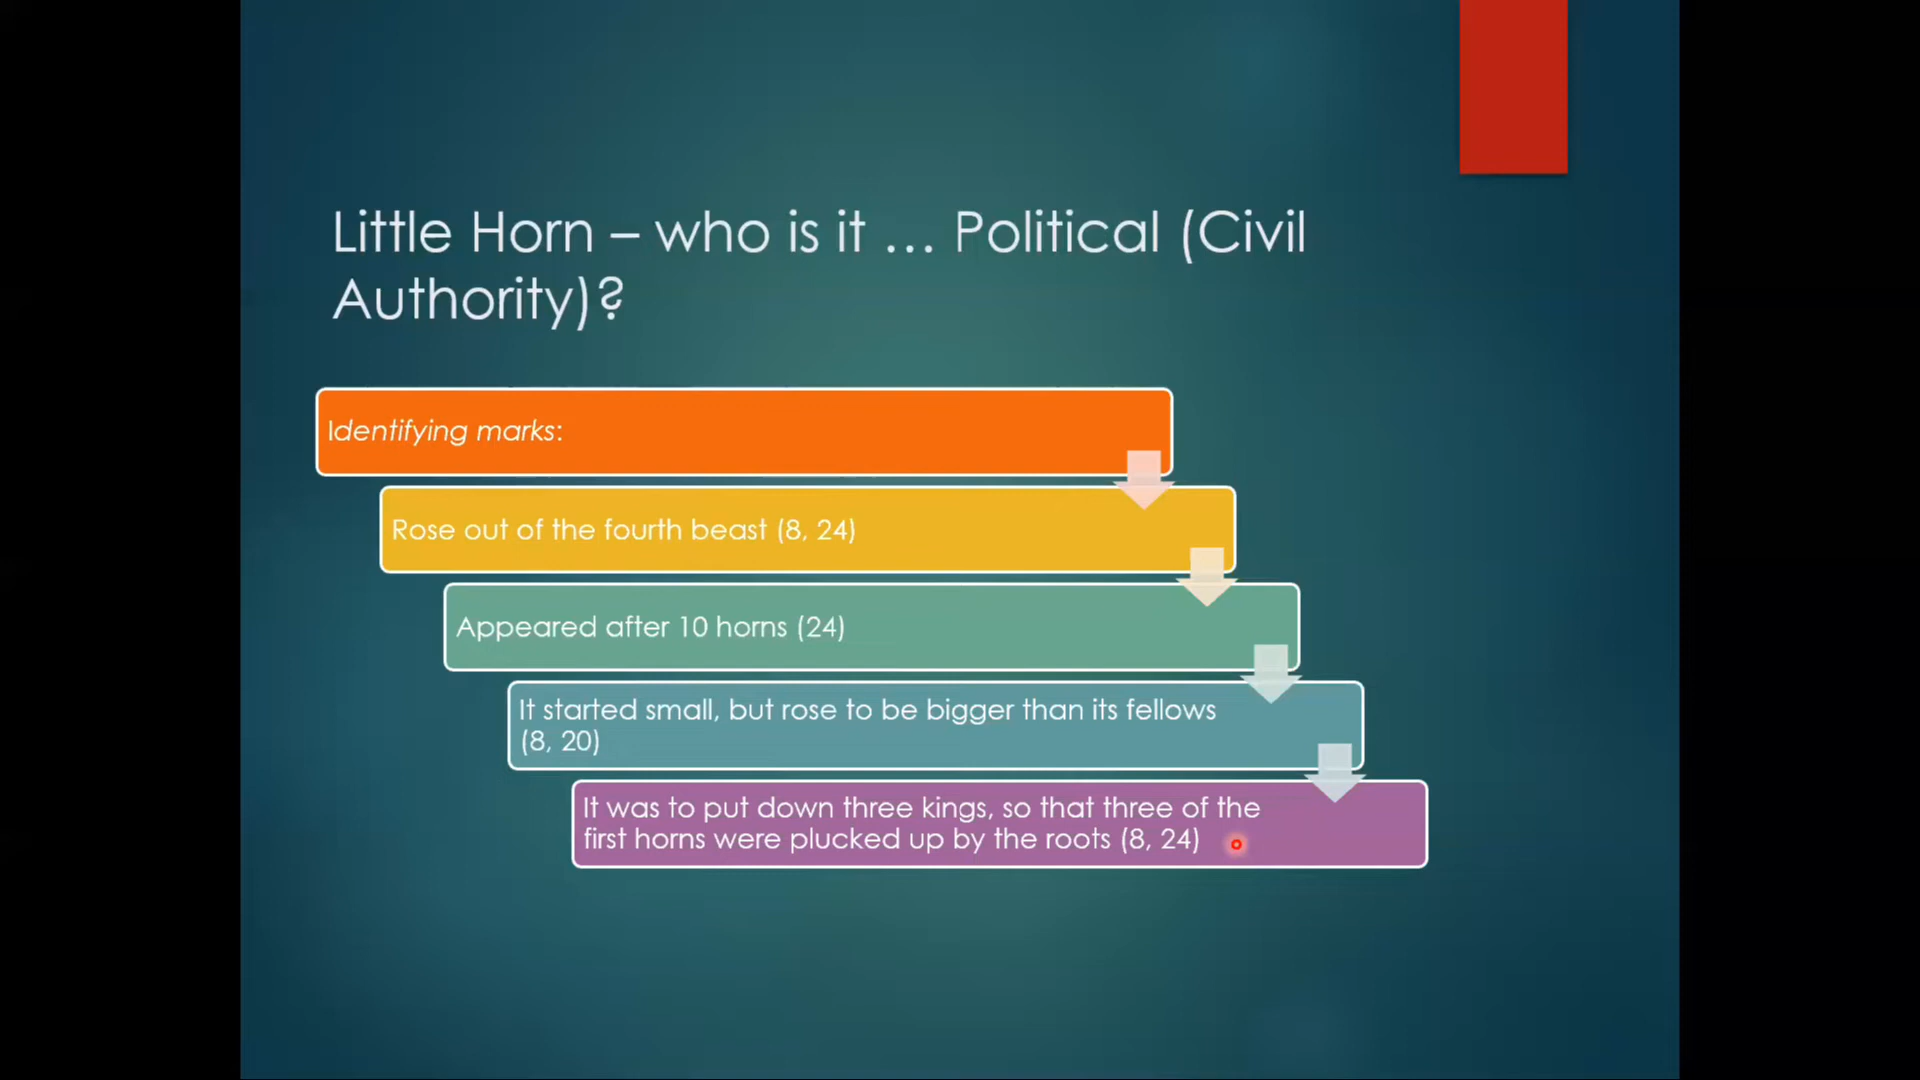 Little Horn – who is it … Political (Civil
Authority)?
Identifying marks:
Rose out of the fourth beast (8, 24)
Appeared after 10 horns (24)
It started small, but rose to be bigger than its fellows
(8, 20)
It was to put down three kings, so that three of the
first horns were plucked up by the roots (8, 24)